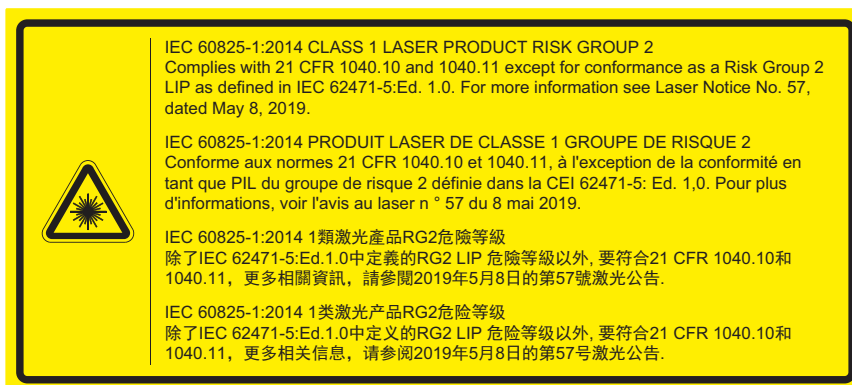 IEC 60825-1:2014 CLASS 1 LASER PRODUCT RISK GROUP 2
Complies with 21 CFR 1040.10 and 1040.11 except for conformance as a Risk Group 2
LIP as defined in IEC 62471-5:Ed. 1.0. For more information see Laser Notice No. 57,
dated May 8, 2019.
IEC 60825-1:2014 PRODUIT LASER DE CLASSE 1 GROUPE DE RISQUE 2
Conforme aux normes 21 CFR 1040.10 et 1040.11, à l'exception de la conformité en
tant que PIL du groupe de risque 2 définie dans la CEI 62471-5: Ed. 1,0. Pour plus
d'informations, voir l'avis au laser n ° 57 du 8 mai 2019.
IEC 60825-1:2014 1類激光產品RG2危險等級
除了IEC 62471-5:Ed.1.0中定義的RG2 LIP 危險等級以外, 要符合21 CFR 1040.10和
1040.11，更多相關資訊，請參閱2019年5月8日的第57號激光公告.
IEC 60825-1:2014 1类激光产品RG2危险等级
除了IEC 62471-5:Ed.1.0中定义的RG2 LIP 危险等级以外, 要符合21 CFR 1040.10和
1040.11，更多相关信息，请参阅2019年5月8日的第57号激光公告.